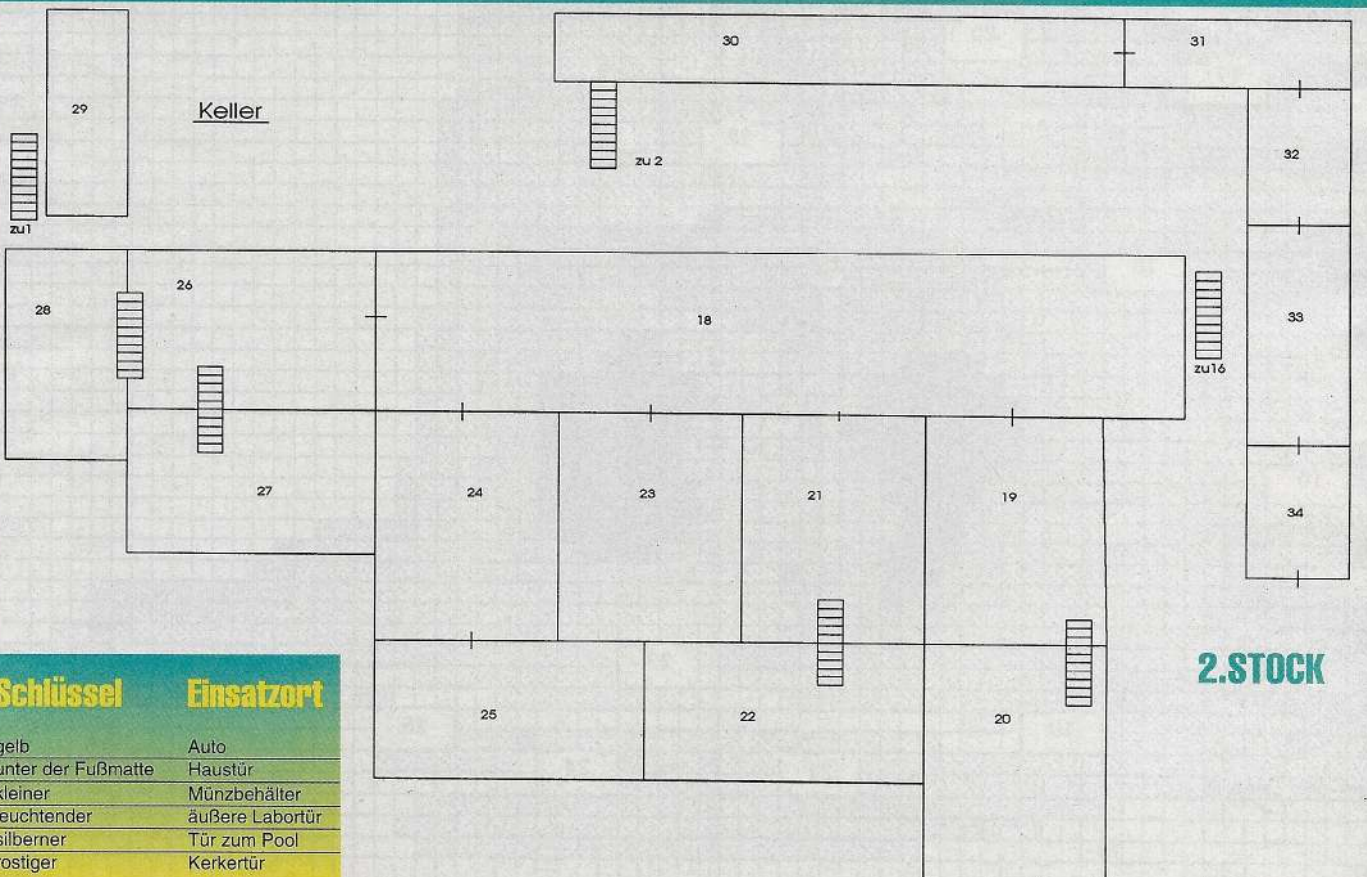 30
31
29
Keller
32
zu 2
zu1
26
28
18
33
zu16
27
24
23
21
19
34
2.STOCK
25
22
20
Schlüssel Einsatzort
gelb Auto
unter der Fußmatte Haustür
kleiner Münzbehälter
leuchtender äußere Labortür
silberner Tür zum Pool
rostiger Kerkertür